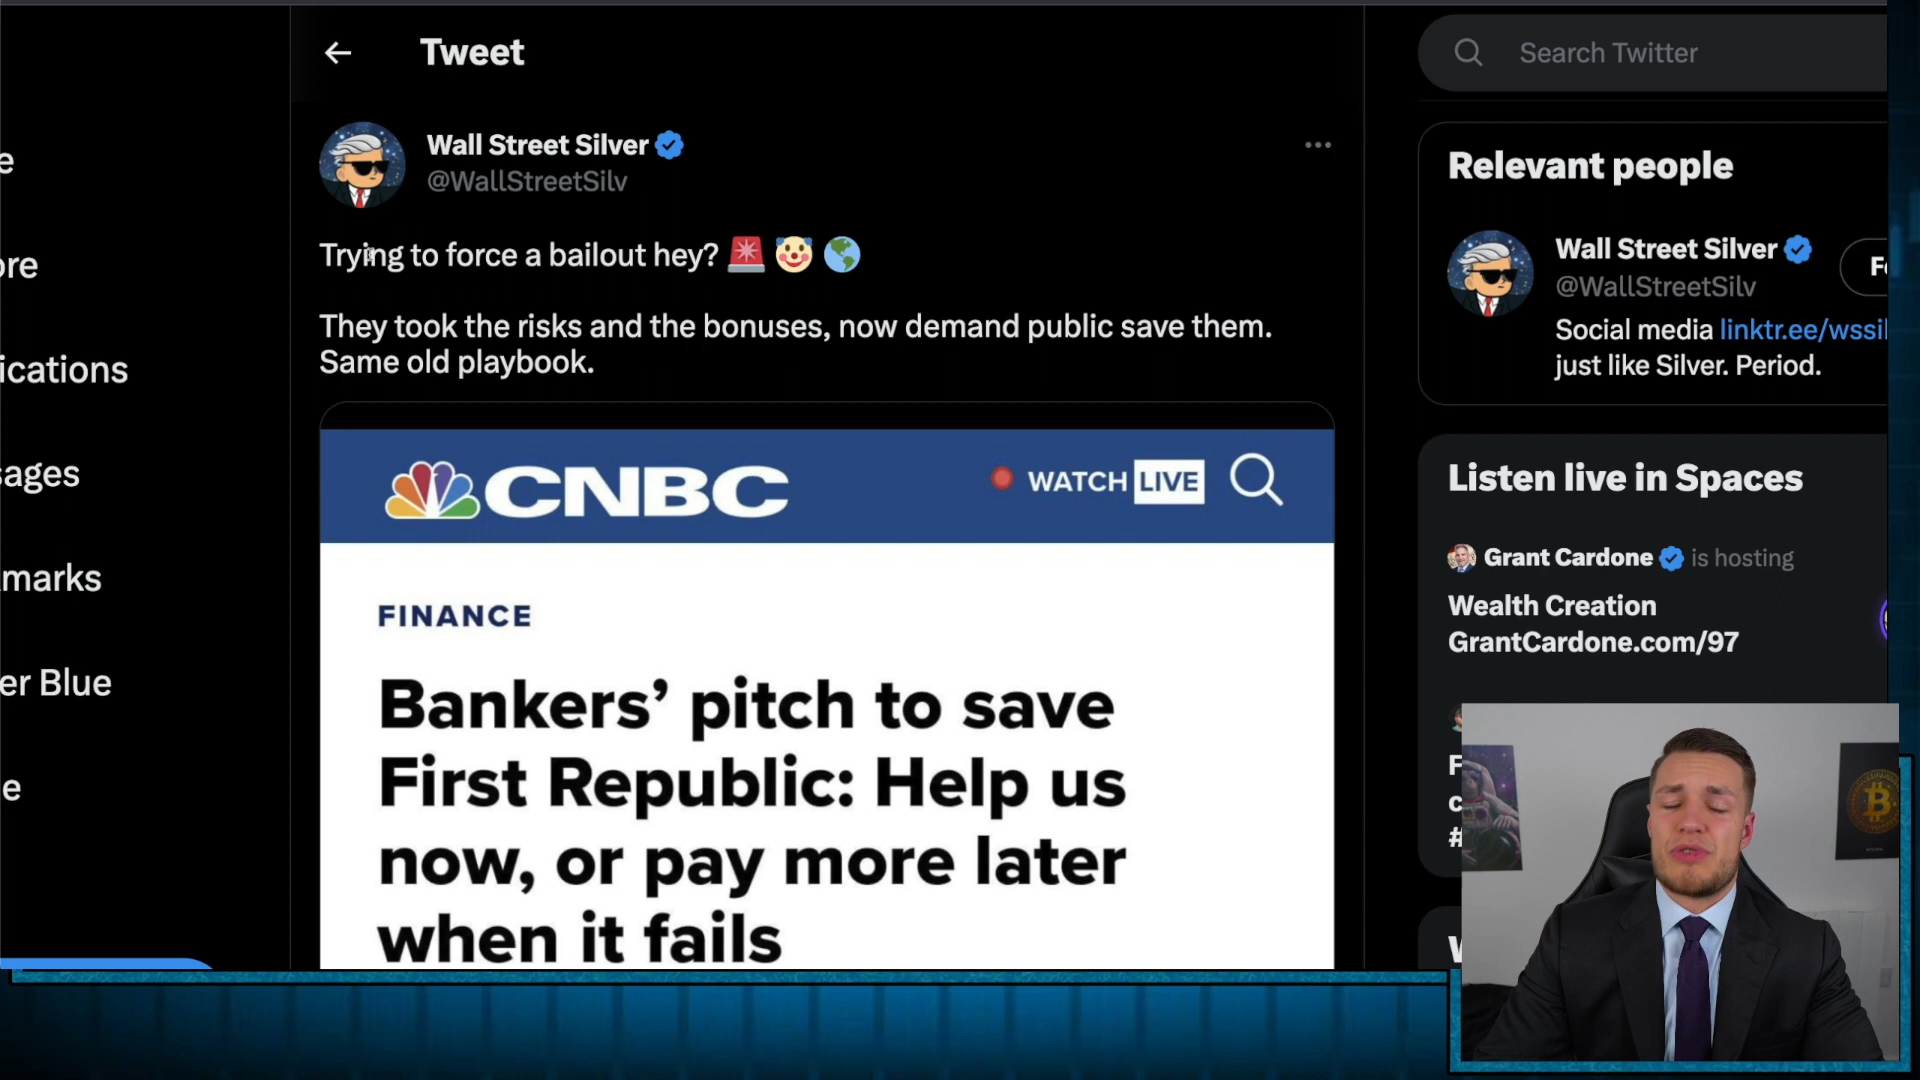 Tweet
Search Twitter
Wall Street Silver
@WallStreetSilv
Trying to force a bailout hey?
They took the risks and the bonuses, now demand public save them.
Same old playbook.
CNBC
WATCH LIVE
FINANCE
Bankers’ pitch to save
First Republic: Help us
now, or pay more later
when it fails
e
ore
ications
sages
marks
er Blue
e
Relevant people
Wall Street Silver
@WallStreetSilv
Social media linktr.ee/wssil
just like Silver. Period.
Listen live in Spaces
Grant Cardone is hosting
Wealth Creation
GrantCardone.com/97
#